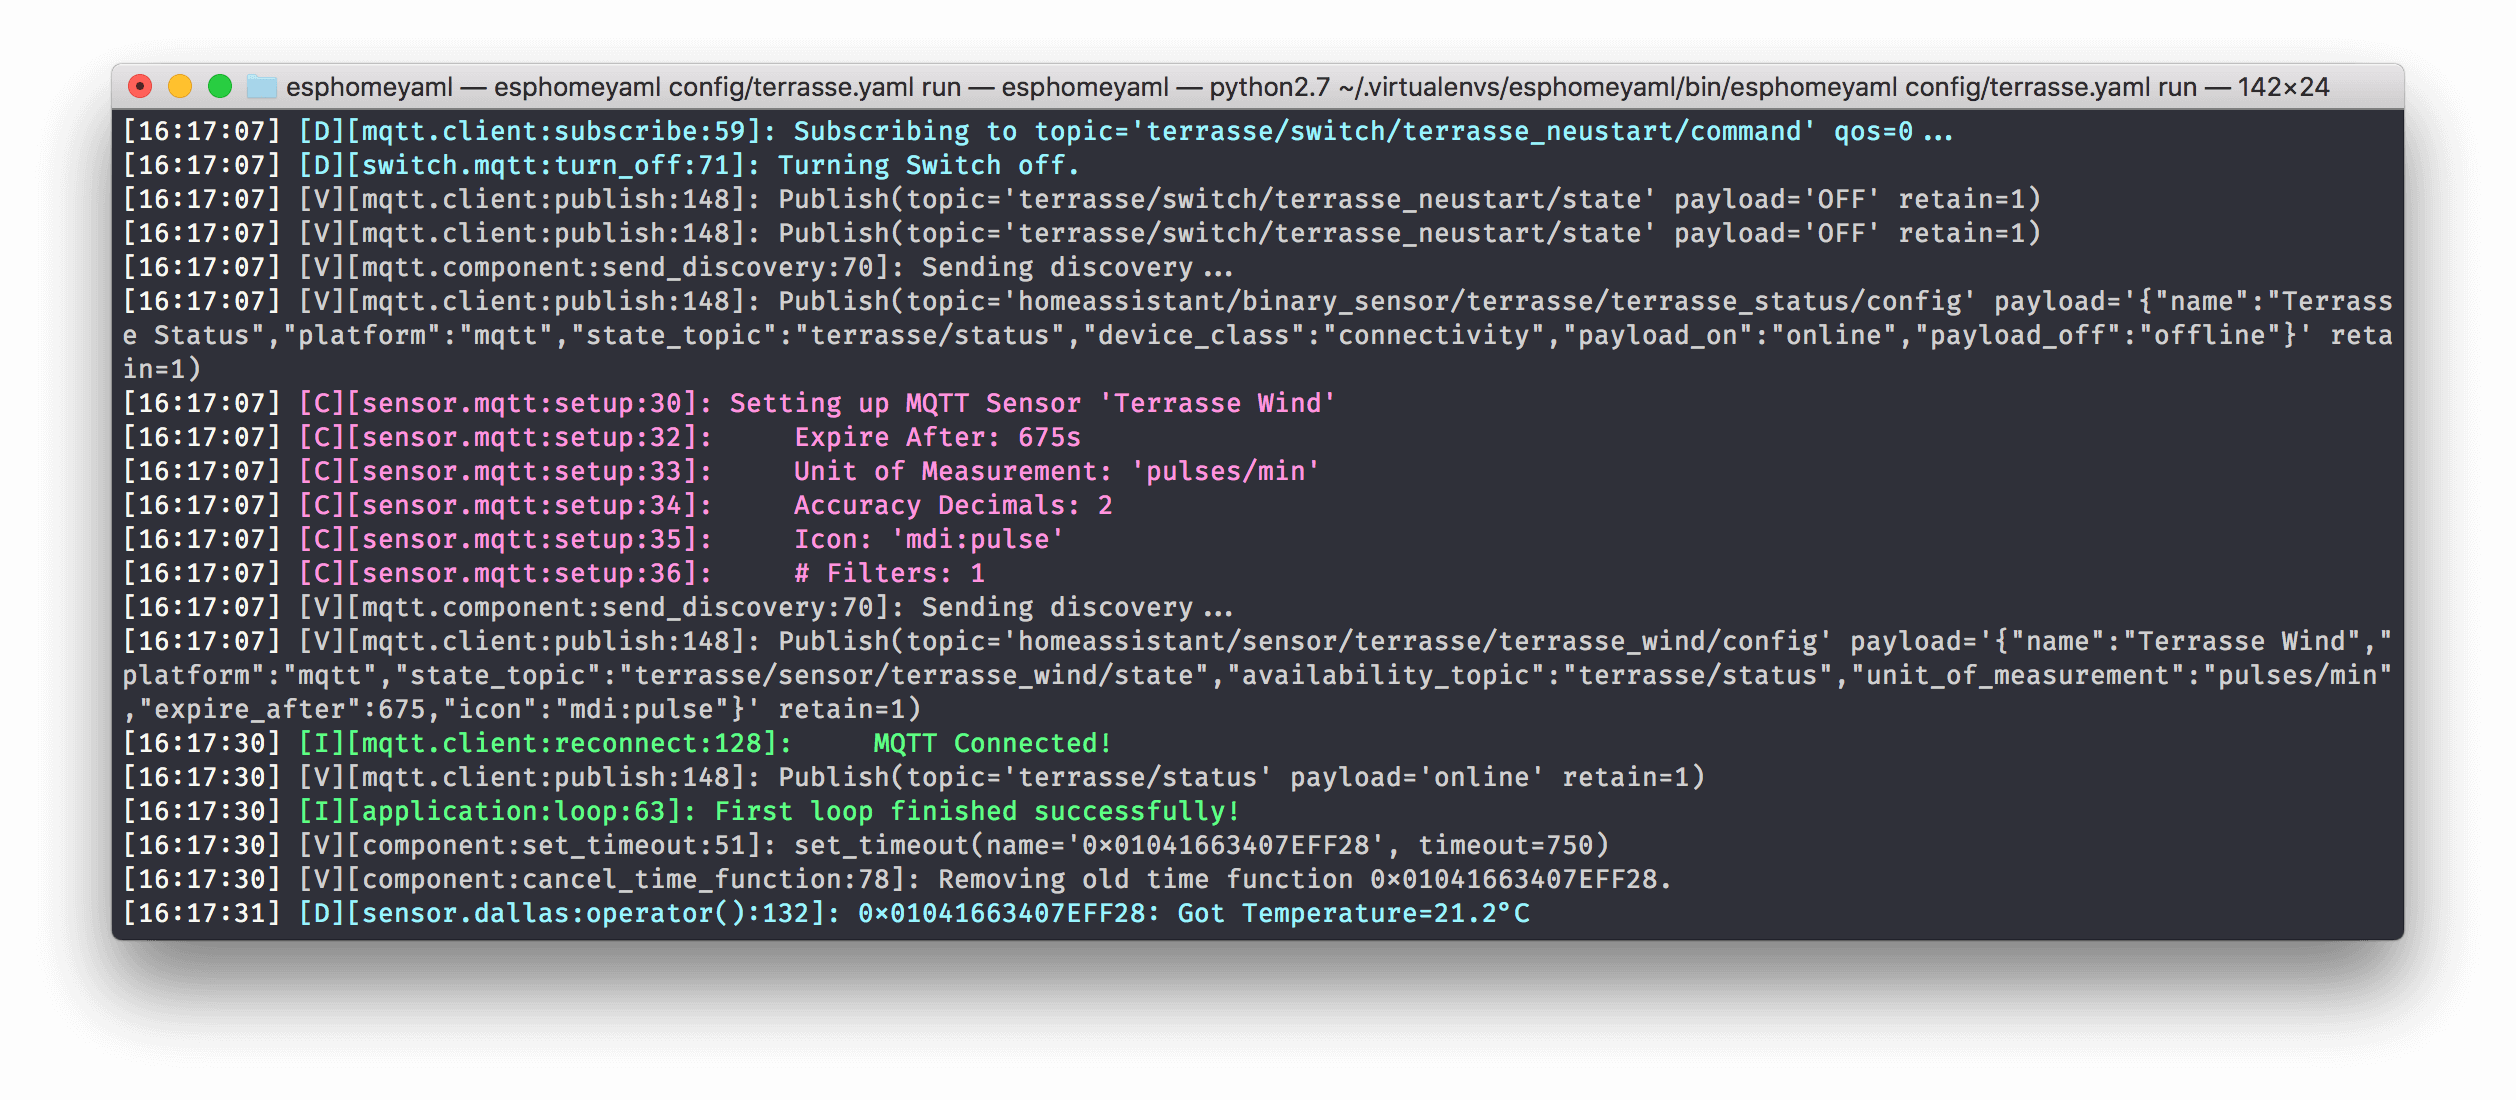 esphomeyaml — esphomeyaml config/terrasse.yaml run — esphomeyaml — python2.7 ~/.virtualenvs/esphomeyaml/bin/esphomeyaml config/terrasse.yaml run — 142×24
[16:17:07] [D][mqtt.client:subscribe:59]: Subscribing to topic='terrasse/switch/terrasse_neustart/command' qos=0...
[16:17:07] [D][switch.mqtt:turn_off:71]: Turning Switch off.
[16:17:07] [V][mqtt.client:publish:148]: Publish(topic='terrasse/switch/terrasse_neustart/state' payload='OFF' retain=1)
[16:17:07] [V][mqtt.client:publish:148]: Publish(topic='terrasse/switch/terrasse_neustart/state' payload='OFF' retain=1)
[16:17:07] [V][mqtt.component:send_discovery:70]: Sending discovery...
[16:17:07] [V][mqtt.client:publish:148]: Publish(topic='homeassistant/binary_sensor/terrasse/terrasse_status/config' payload='{"name":"Terrass
e Status","platform":"mqtt","state_topic":"terrasse/status","device_class":"connectivity","payload_on":"online","payload_off":"offline"}' reta
in=1)
[16:17:07] [C][sensor.mqtt:setup:30]: Setting up MQTT Sensor 'Terrasse Wind'
[16:17:07] [C][sensor.mqtt:setup:32]:     Expire After: 675s
[16:17:07] [C][sensor.mqtt:setup:33]:     Unit of Measurement: 'pulses/min'
[16:17:07] [C][sensor.mqtt:setup:34]:     Accuracy Decimals: 2
[16:17:07] [C][sensor.mqtt:setup:35]:     Icon: 'mdi:pulse'
[16:17:07] [C][sensor.mqtt:setup:36]:     # Filters: 1
[16:17:07] [V][mqtt.component:send_discovery:70]: Sending discovery...
[16:17:07] [V][mqtt.client:publish:148]: Publish(topic='homeassistant/sensor/terrasse/terrasse_wind/config' payload='{"name":"Terrasse Wind","
platform":"mqtt","state_topic":"terrasse/sensor/terrasse_wind/state","availability_topic":"terrasse/status","unit_of_measurement":"pulses/min"
,"expire_after":675,"icon":"mdi:pulse"}' retain=1)
[16:17:30] [I][mqtt.client:reconnect:128]:     MQTT Connected!
[16:17:30] [V][mqtt.client:publish:148]: Publish(topic='terrasse/status' payload='online' retain=1)
[16:17:30] [I][application:loop:63]: First loop finished successfully!
[16:17:30] [V][component:set_timeout:51]: set_timeout(name='0×01041663407EFF28', timeout=750)
[16:17:30] [V][component:cancel_time_function:78]: Removing old time function 0×01041663407EFF28.
[16:17:31] [D][sensor.dallas:operator():132]: 0×01041663407EFF28: Got Temperature=21.2°C